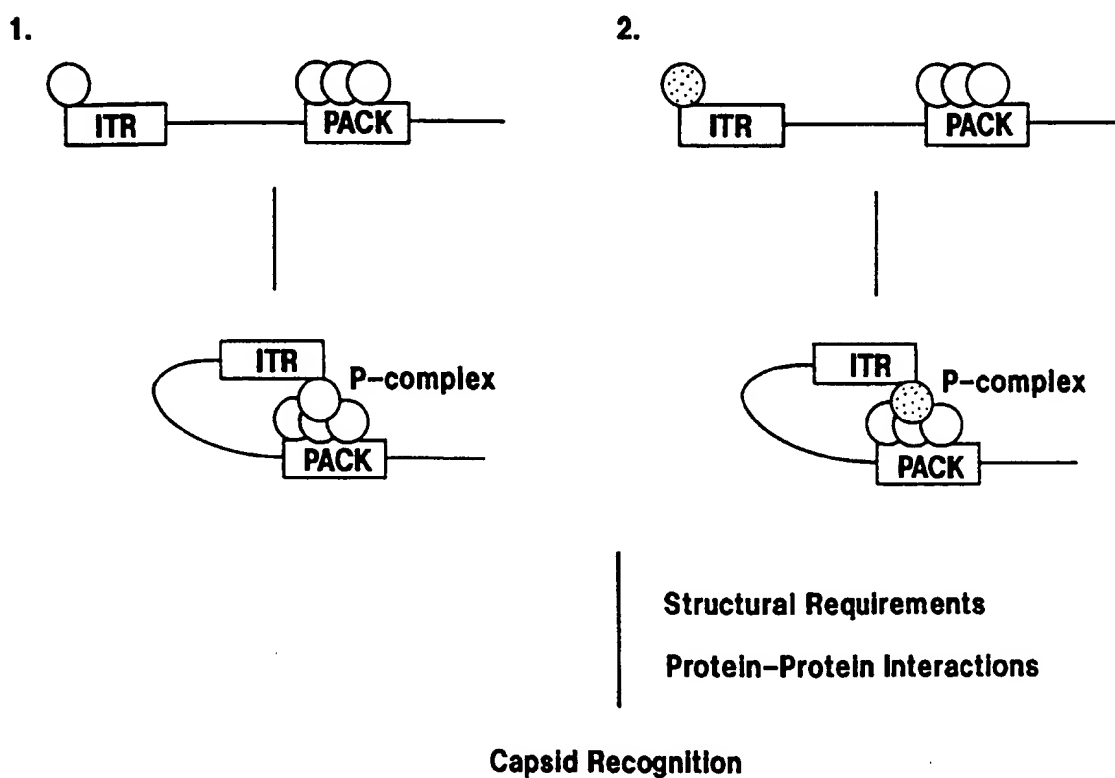 1.
ITR PACK
ITR
P-complex
PACK
2.
ITR PACK
ITR
P-complex
PACK
Structural Requirements
Protein-Protein Interactions
Capsid Recognition